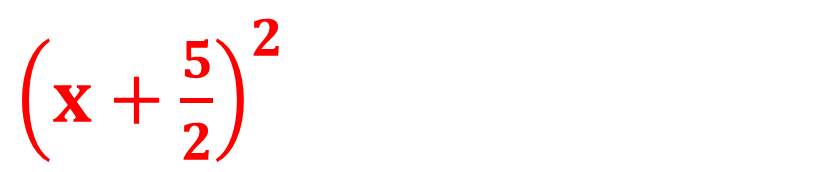 (x + 5/2)²